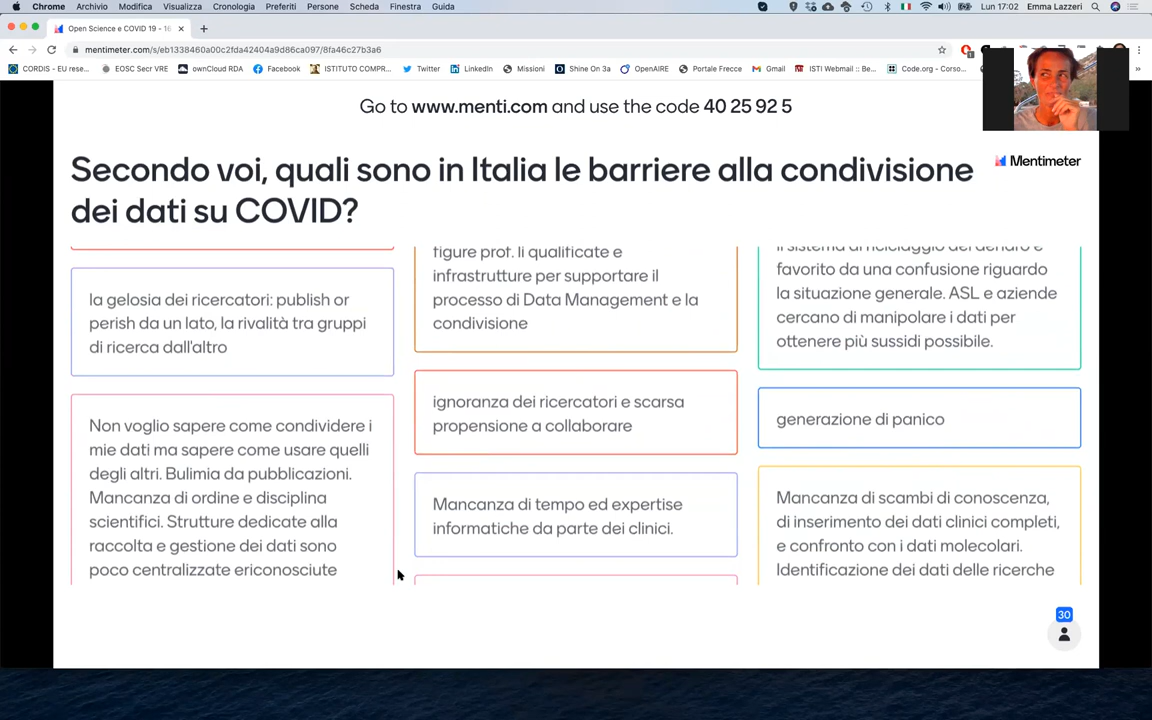 Chrome Archivio Modifica Visualizza Cronologia Preferiti Persone Scheda Finestra Guida Lun 17:02 Emma Lazzeri
Open Science e COVID 19 - 16
mentimeter.com/s/eb1338460a00c2fda42404a9d86ca097/8fa46c27b3a6
CORDIS - EU rese... EOSC Secr VRE ownCloud RDA Facebook ISTITUTO COMPR... Twitter LinkedIn Missioni Shine On 3a OpenAIRE Portale Frecce Gmail ISTI Webmail :: Be... Code.org - Corso... »
Go to www.menti.com and use the code 40 25 92 5
Mentimeter
Secondo voi, quali sono in Italia le barriere alla condivisione
dei dati su COVID?
la gelosia dei ricercatori: publish or
perish da un lato, la rivalità tra gruppi
di ricerca dall'altro
Non voglio sapere come condividere i
mie dati ma sapere come usare quelli
degli altri. Bulimia da pubblicazioni.
Mancanza di ordine e disciplina
scientifici. Strutture dedicate alla
raccolta e gestione dei dati sono
poco centralizzate ericonosciute
figure prof. li qualificate e
infrastrutture per supportare il
processo di Data Management e la
condivisione
ignoranza dei ricercatori e scarsa
propensione a collaborare
Mancanza di tempo ed expertise
informatiche da parte dei clinici.
il sistema di riciclaggio del denaro è
favorito da una confusione riguardo
la situazione generale. ASL e aziende
cercano di manipolare i dati per
ottenere più sussidi possibile.
generazione di panico
Mancanza di scambi di conoscenza,
di inserimento dei dati clinici completi,
e confronto con i dati molecolari.
Identificazione dei dati delle ricerche
30